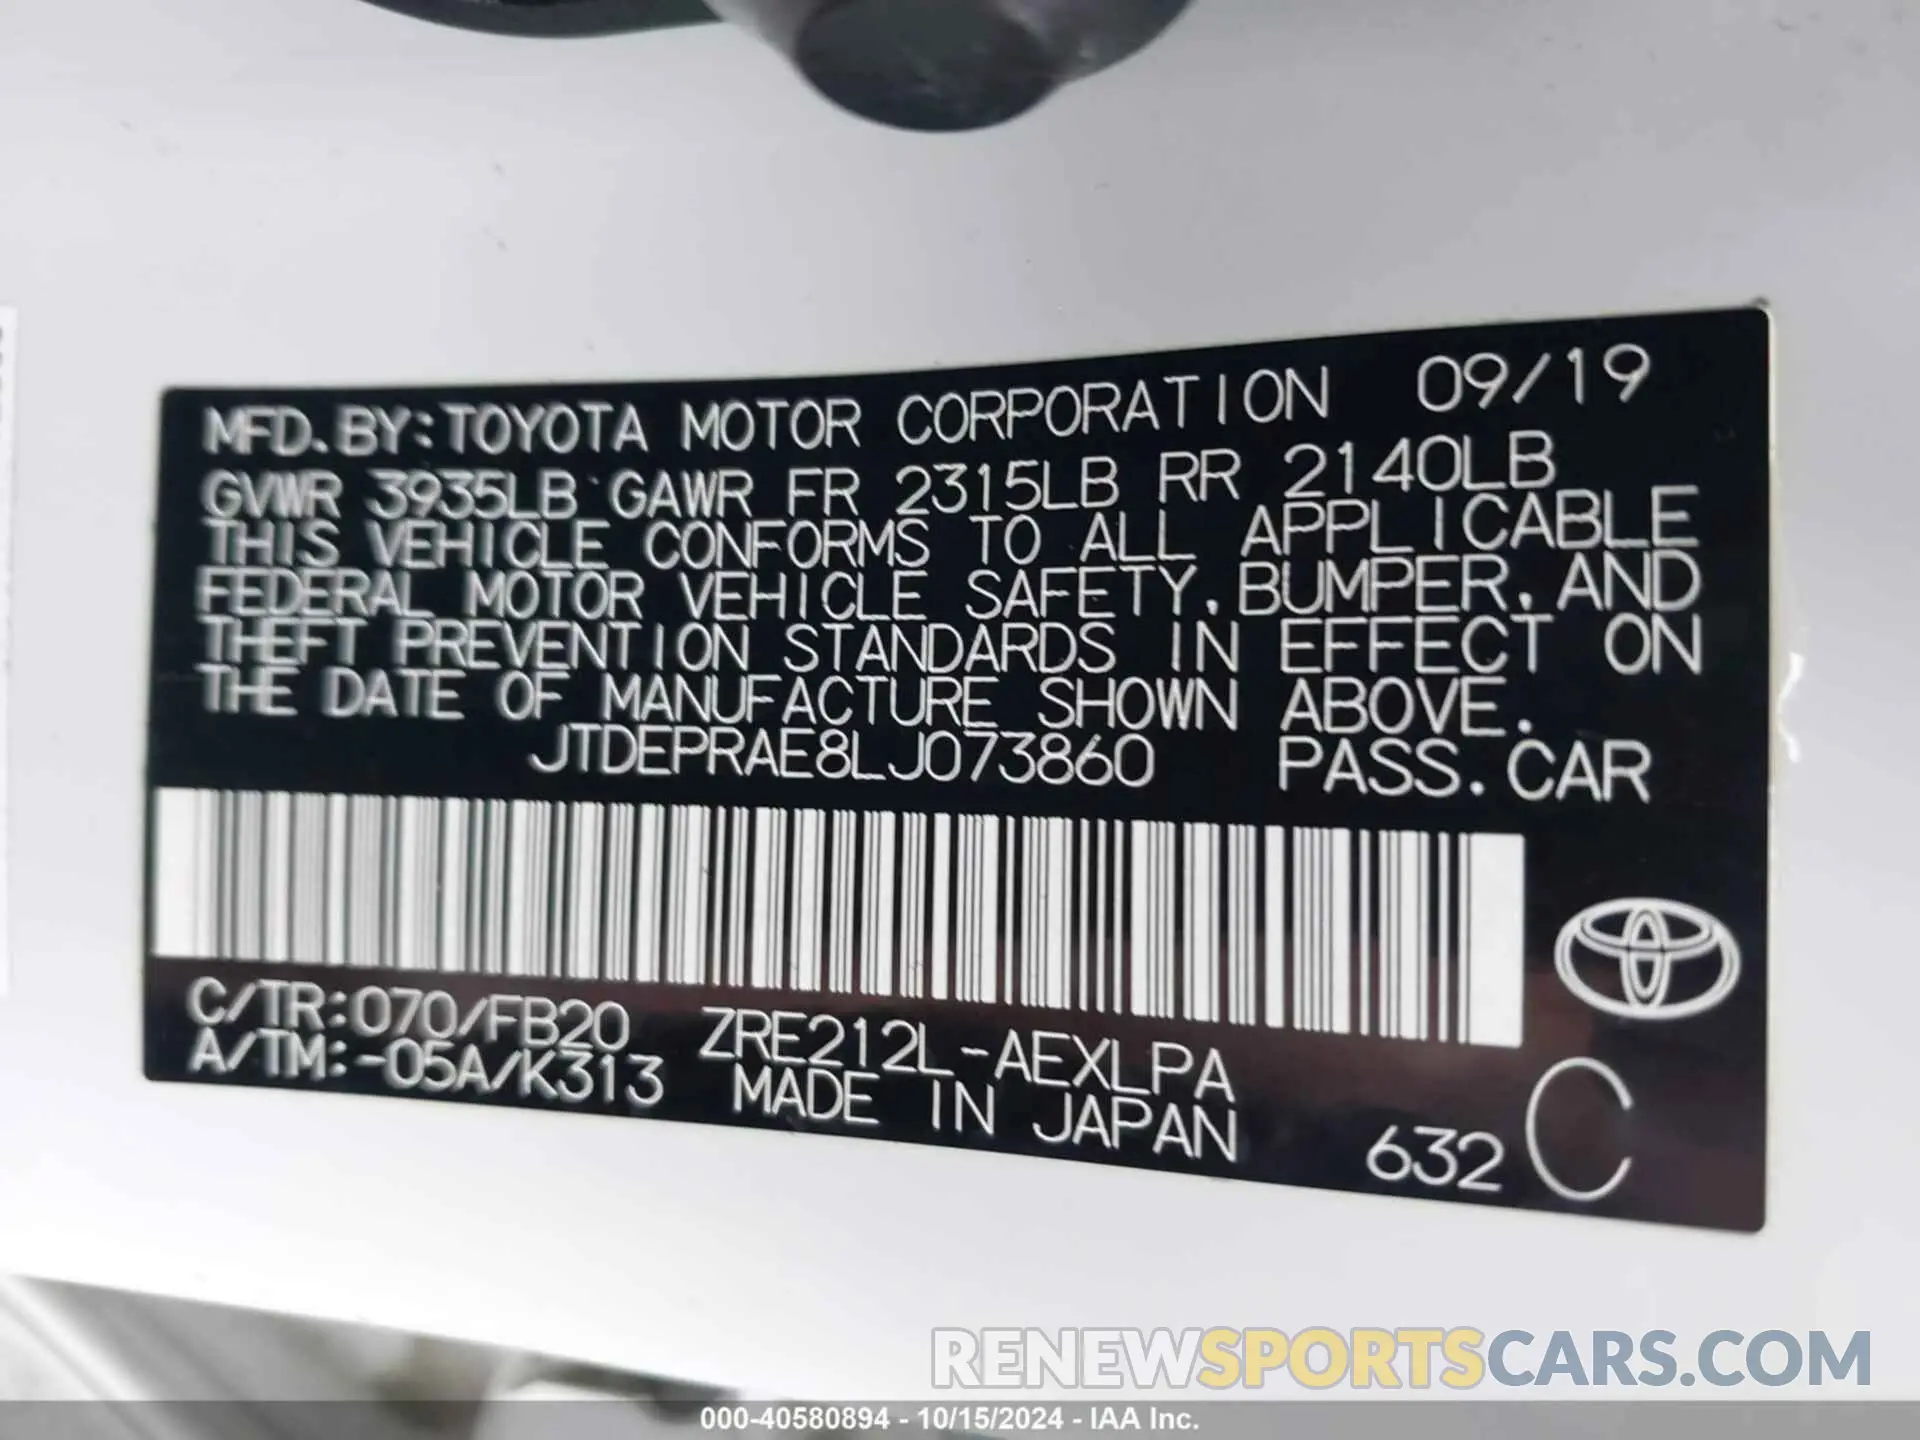 MFD.BY:TOYOTA MOTOR CORPORATION 09/19
GVWR 3935LB GAWR FR 2315LB RR 2140LB
THIS VEHICLE CONFORMS TO ALL APPLICABLE
FEDERAL MOTOR VEHICLE SAFETY, BUMPER, AND
THEFT PREVENTION STANDARDS IN EFFECT ON
THE DATE OF MANUFACTURE SHOWN ABOVE.
JTDEPRAE8LJ073860 PASS.CAR
C/TR:070/FB20 ZRE212L-AEXLPA
A/TM:-05A/K313 MADE IN JAPAN
632 C
RENEWSPORTSCARS.COM
000-40580894 - 10/15/2024 - IAA Inc.